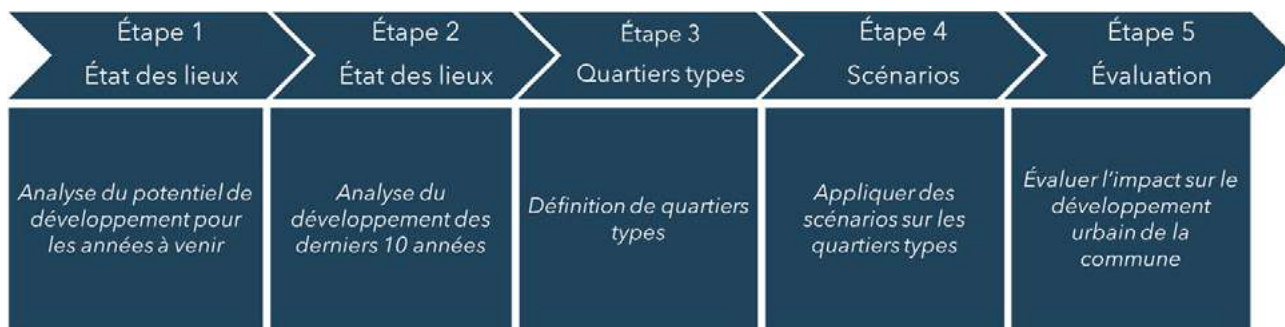 Étape 1
État des lieux
Étape 2
État des lieux
Étape 3
Quartiers types
Étape 4
Scénarios
Étape 5
Évaluation
Analyse du potentiel de
développement pour
les années à venir
Analyse du
développement des
derniers 10 années
Définition de quartiers
types
Appliquer des
scénarios sur les
quartiers types
Évaluer l'impact sur le
développement
urbain de la
commune